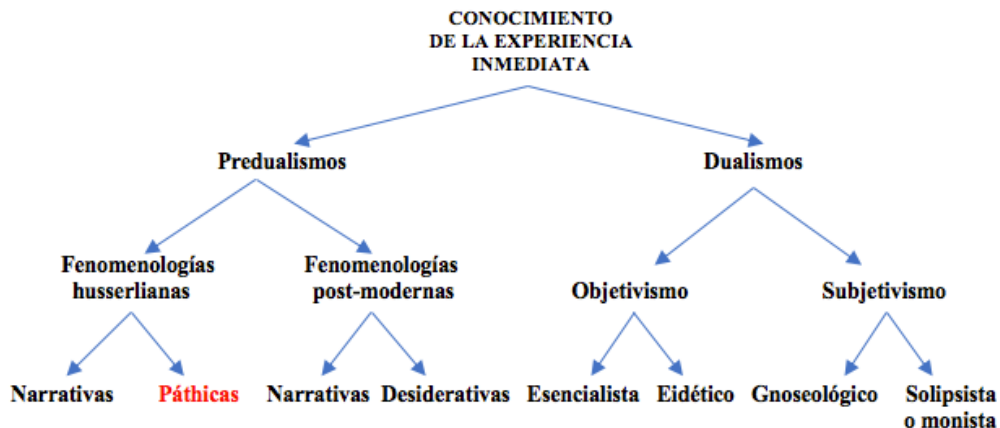 CONOCIMIENTO
DE LA EXPERIENCIA
INMEDIATA
Predualismos
Dualismos
Fenomenologías
husserlianas
Fenomenologías
post-modernas
Objetivismo
Subjetivismo
Narrativas
Páthicas
Narrativas
Desiderativas
Esencialista
Eidético
Gnoseológico
Solipsista
o monista